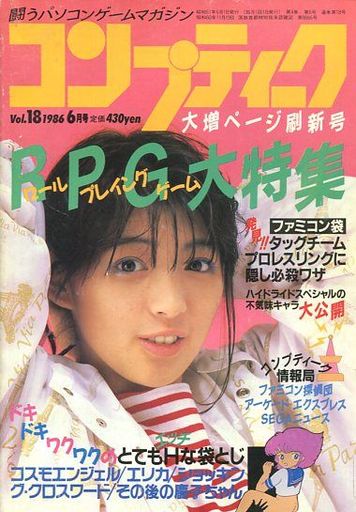 闘うパソコンゲームマガジン
コンプティーク
Vol.18 1986 6月号 定価430yen
大増ページ刷新号
RPG大特集
ロール プレイング ゲーム
発見!!
ファミコン袋
タッグチーム
プロレスリングに
隠し必殺ワザ
ハイドライドスペシャルの
不気味キャラ大公開
ヘンプティーク
情報局
ファミコン探偵団
アーケード エクスプレス
SEGAニュース
ドキ
ドキ
ワクワクの
とてもHな袋とじ
エッチ
コスモエンジェル/エリカ/ショッキン
グ・クロスワード/その後の慶子ちゃん